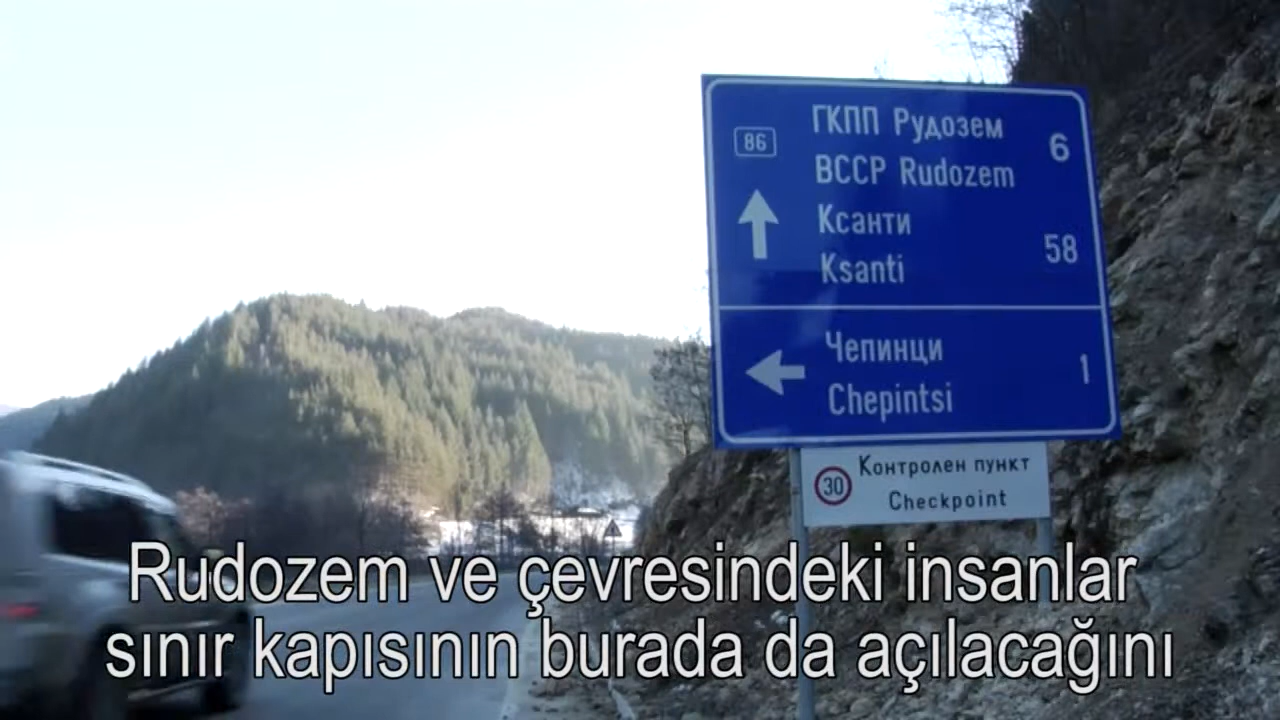 86
ГКПП Рудозем
BCCP Rudozem
6
Ксанти
Ksanti
58
Чепинци
Chepintsi
1
30
Контролен пункт
Checkpoint
Rudozem ve çevresindeki insanlar
sınır kapısının burada da açılacağını